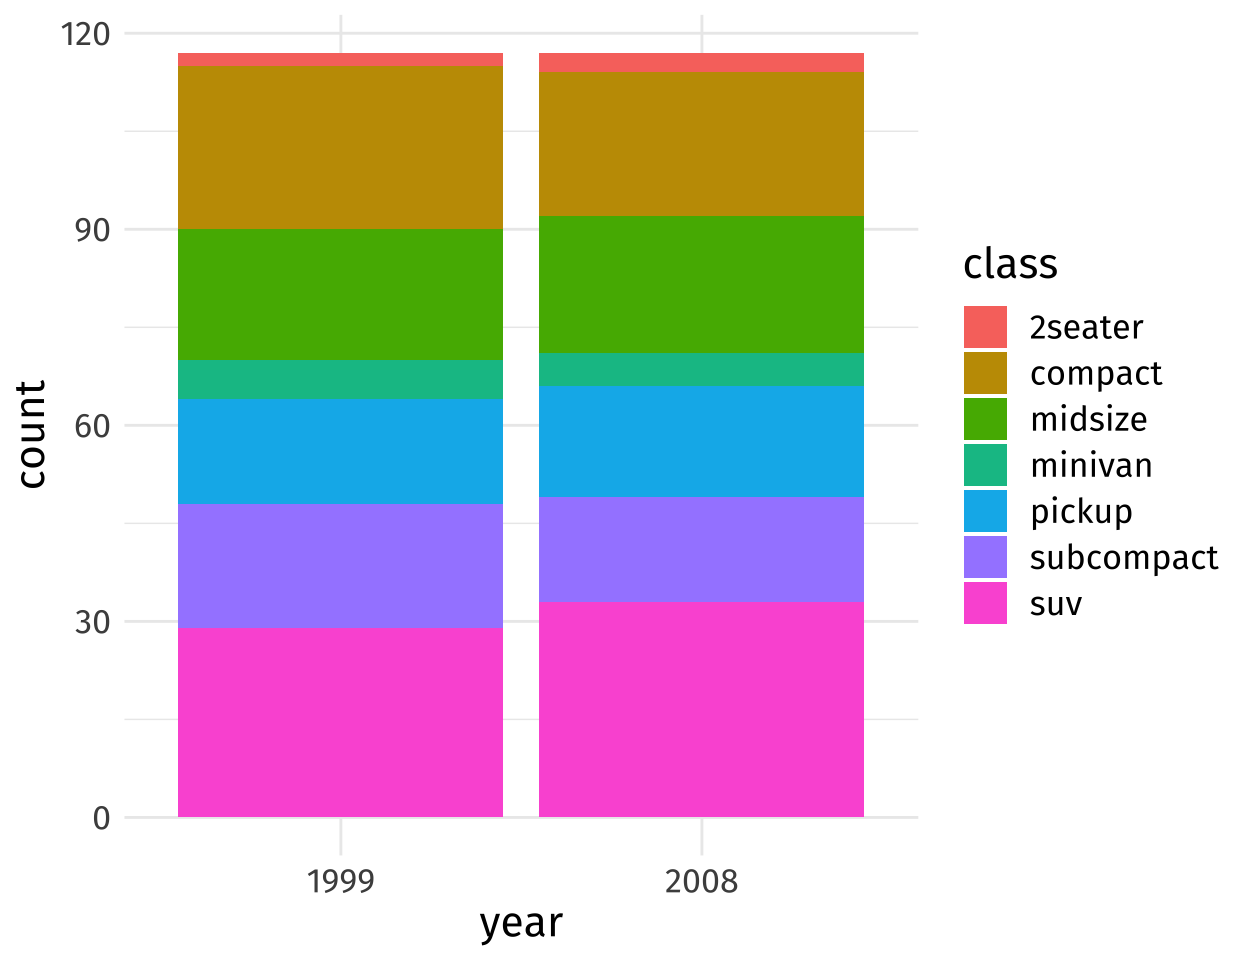 120
90
60
30
0
count
1999
2008
year
class
2seater
compact
midsize
minivan
pickup
subcompact
suv